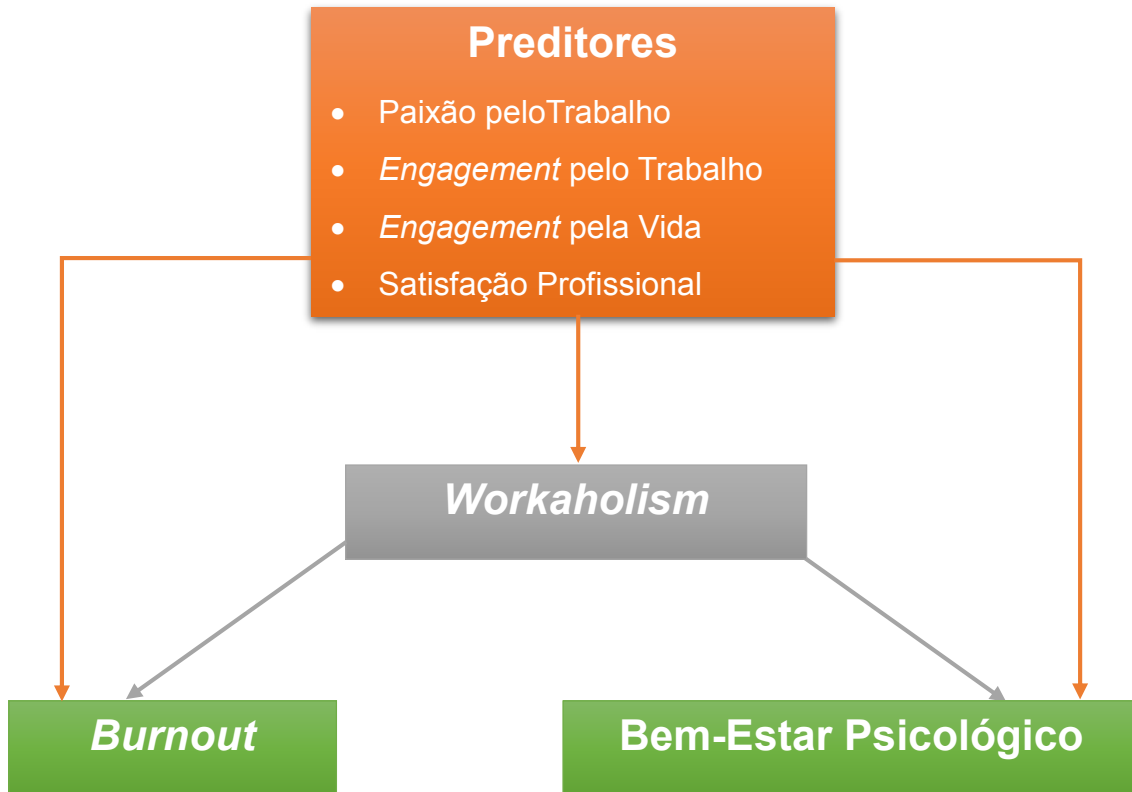 Preditores
• Paixão peloTrabalho
• Engagement pelo Trabalho
• Engagement pela Vida
• Satisfação Profissional
Workaholism
Burnout
Bem-Estar Psicológico